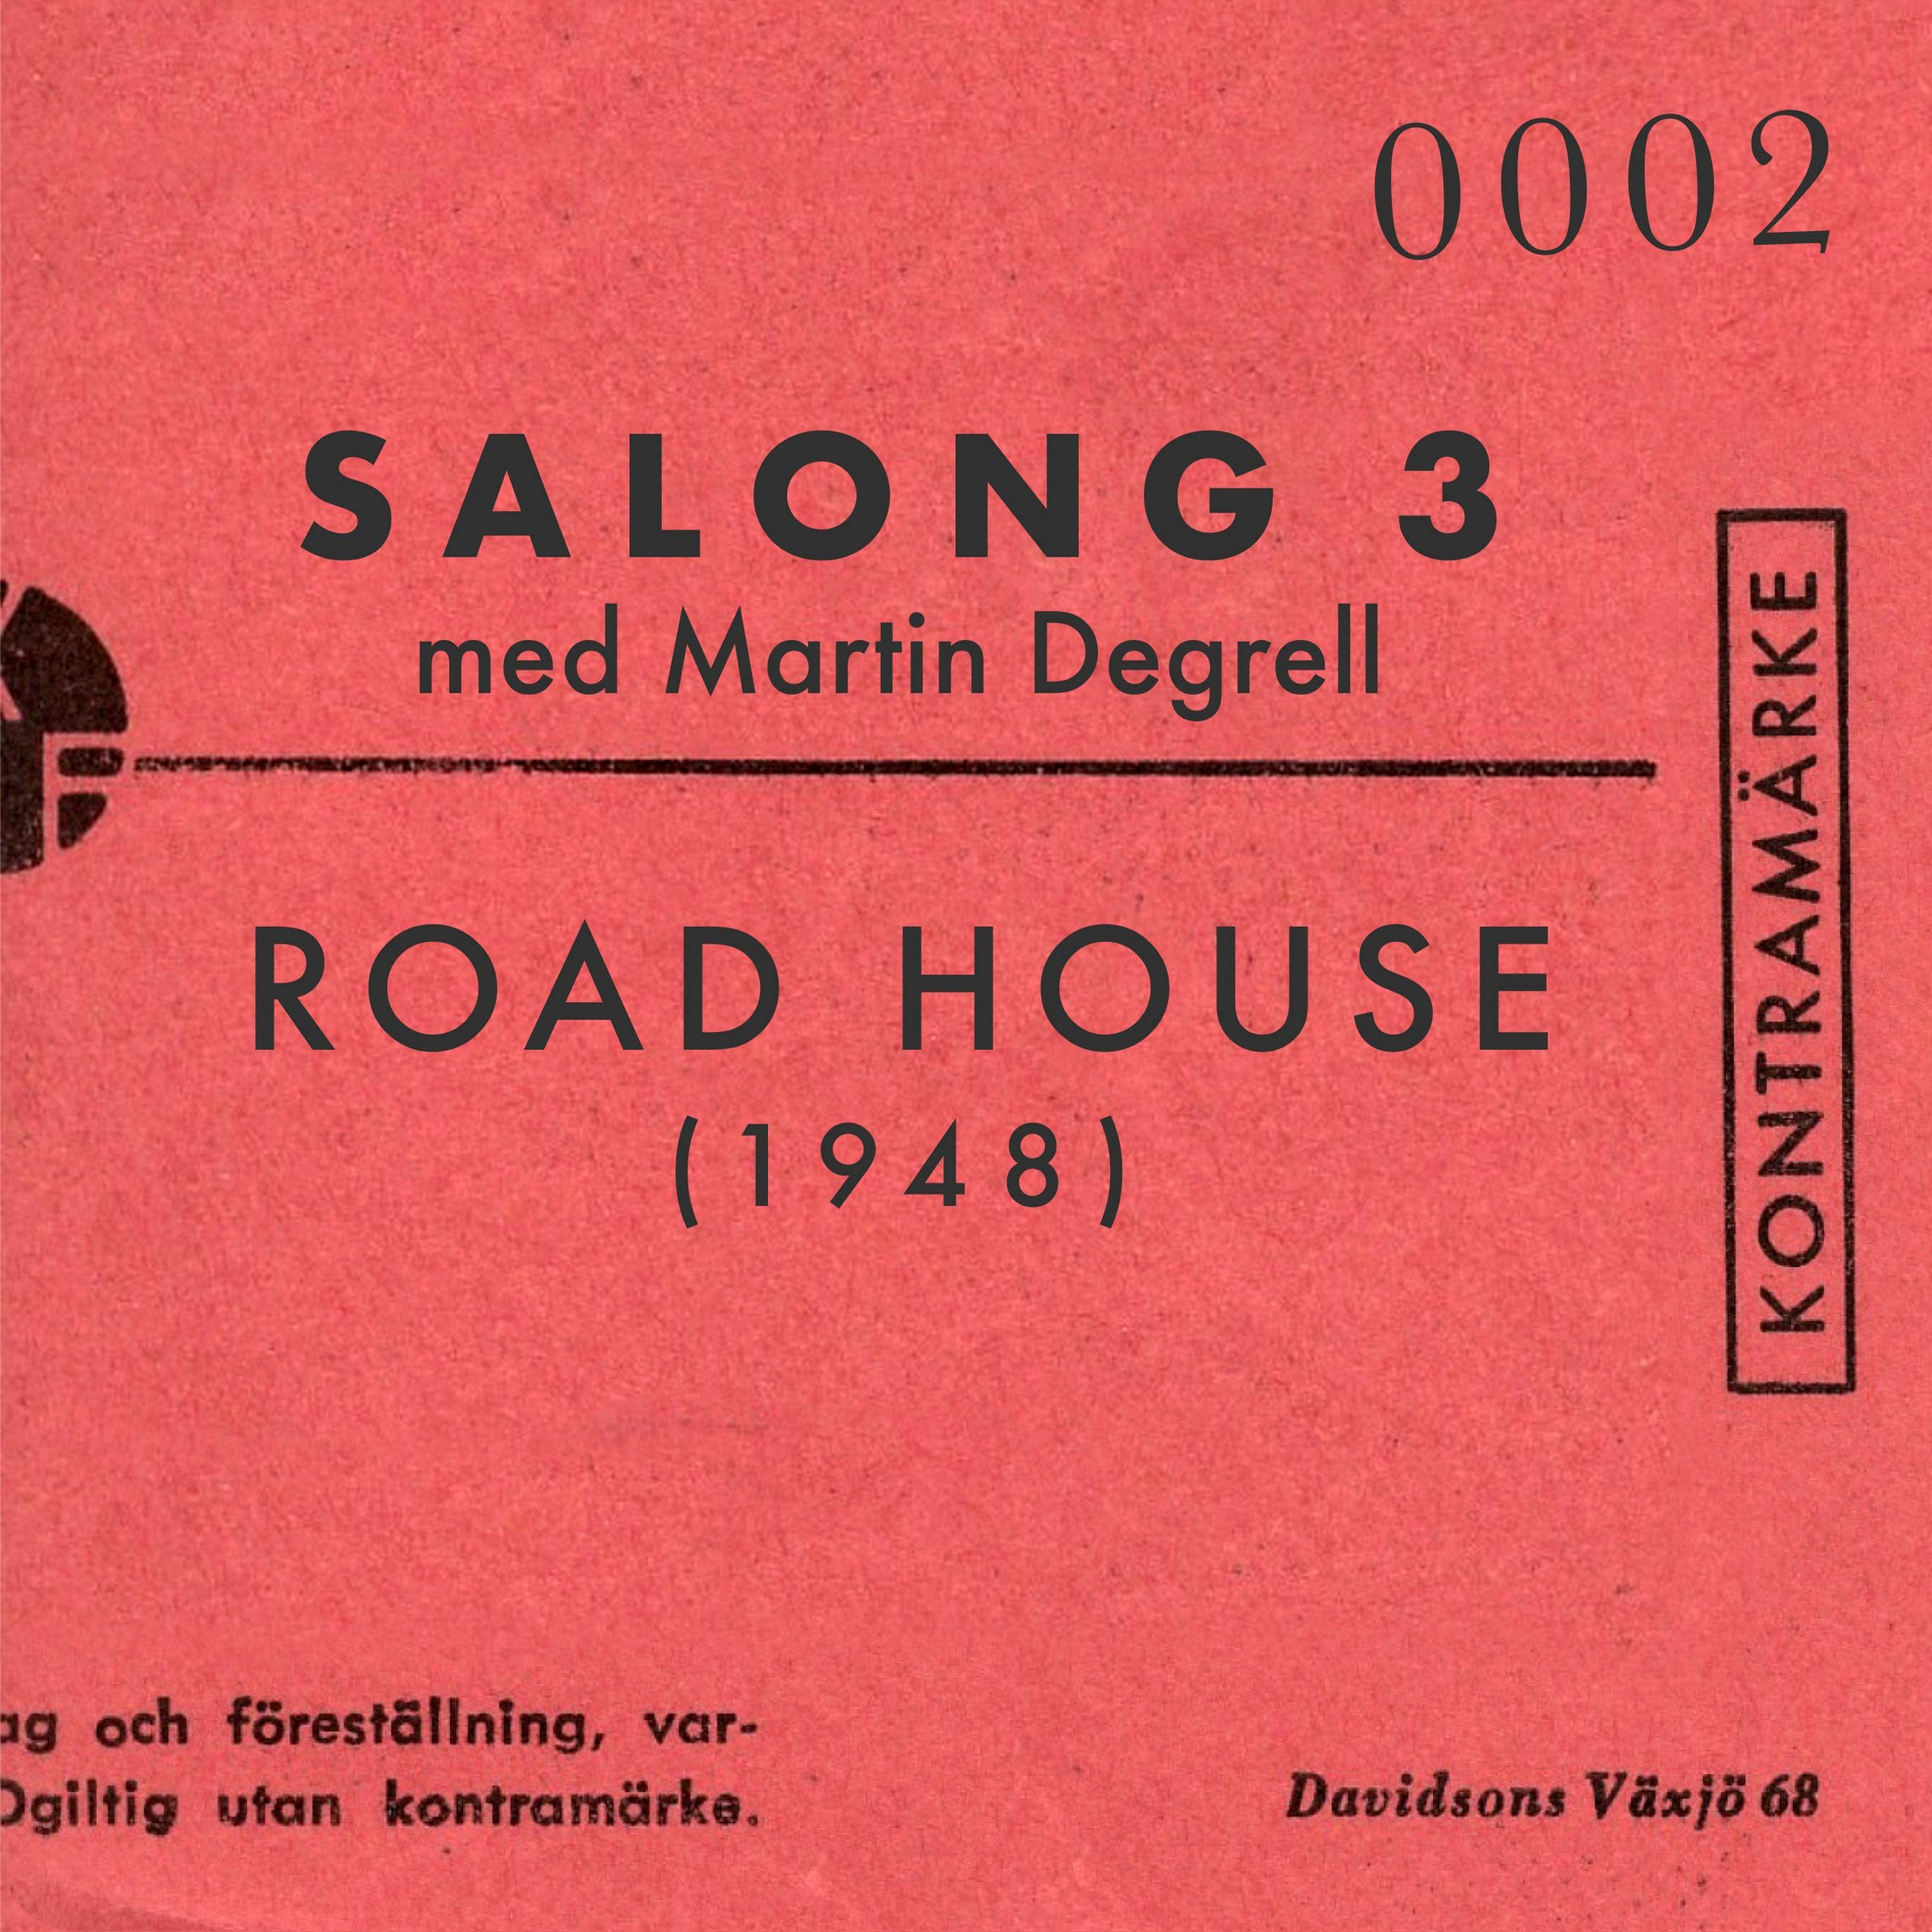 0002
SALONG 3
med Martin Degrell
ROAD HOUSE
(1948)
KONTRAMÄRKE
och föreställning, var-
Ogiltig utan kontramärke.
Davidsons Växjö 68